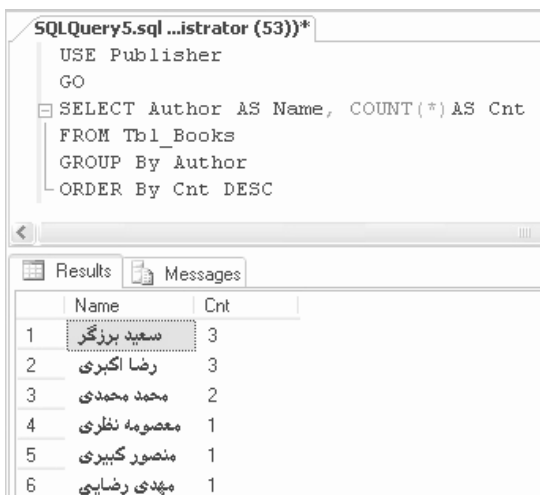 SQLQuery5.sql ...istrator (53))*
USE Publisher
GO
SELECT Author AS Name, COUNT(*)AS Cnt
FROM Tbl_Books
GROUP By Author
ORDER By Cnt DESC
Results Messages
Name Cnt
1 سعید برزگر 3
2 رضا اکبری 3
3 محمد محمدی 2
4 معصومه نظری 1
5 منصور کبیری 1
6 مهدی رضایی 1